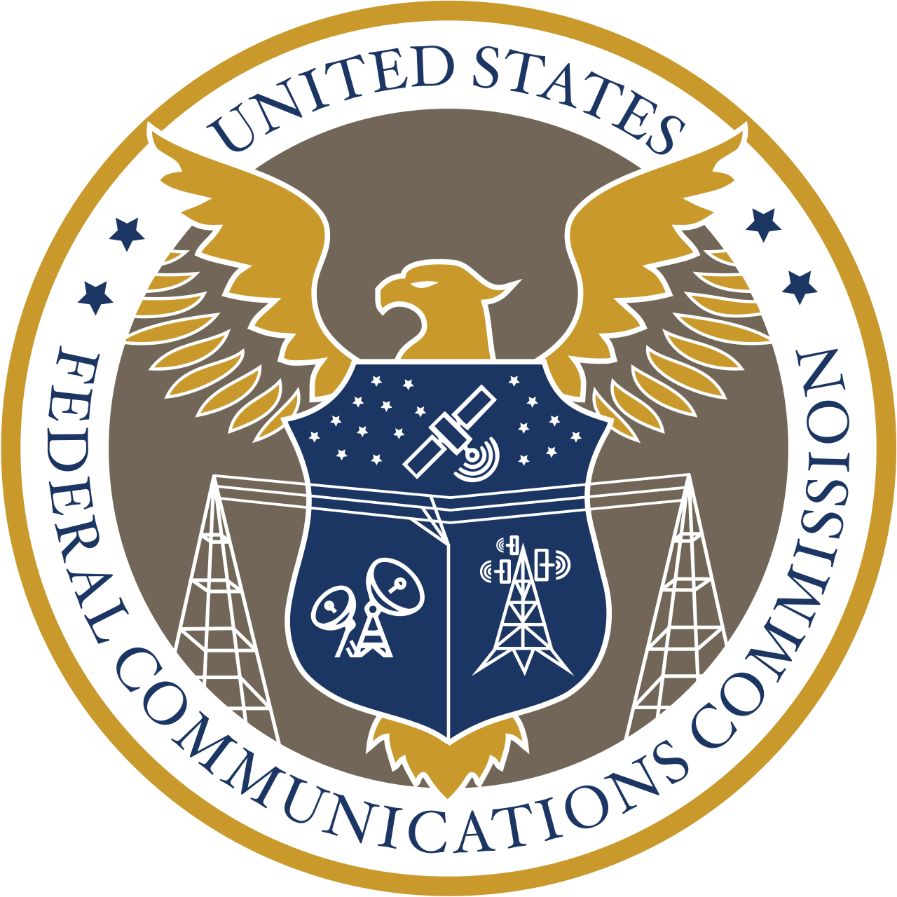 UNITED STATES
FEDERAL COMMUNICATIONS COMMISSION